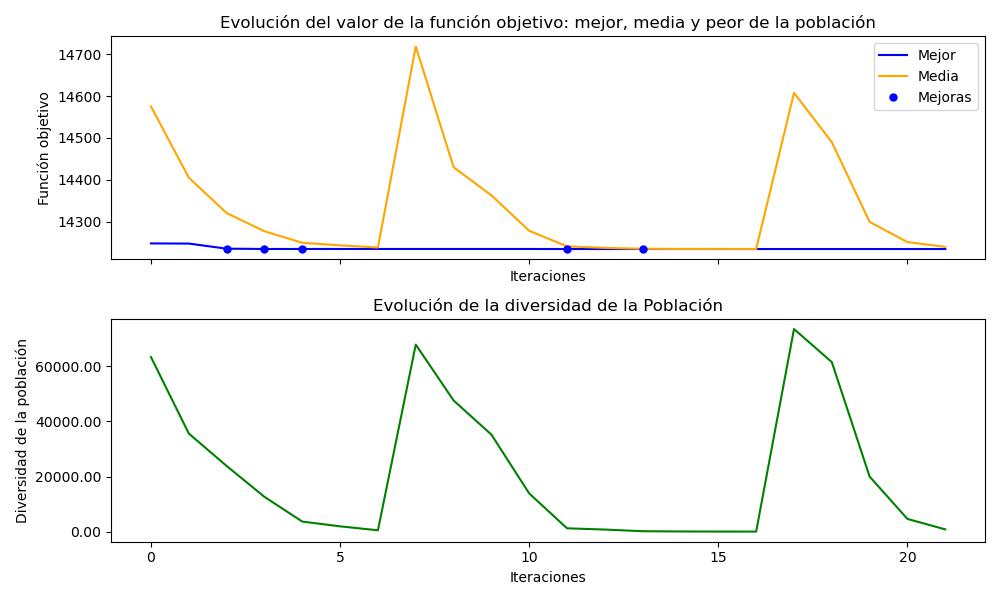 Evolución del valor de la función objetivo: mejor, media y peor de la población
14700
14600
14500
14400
14300
Función objetivo
Mejor
Media
Mejoras
Iteraciones
Evolución de la diversidad de la Población
60000.00
40000.00
20000.00
0.00
Diversidad de la población
0
5
10
15
20
Iteraciones